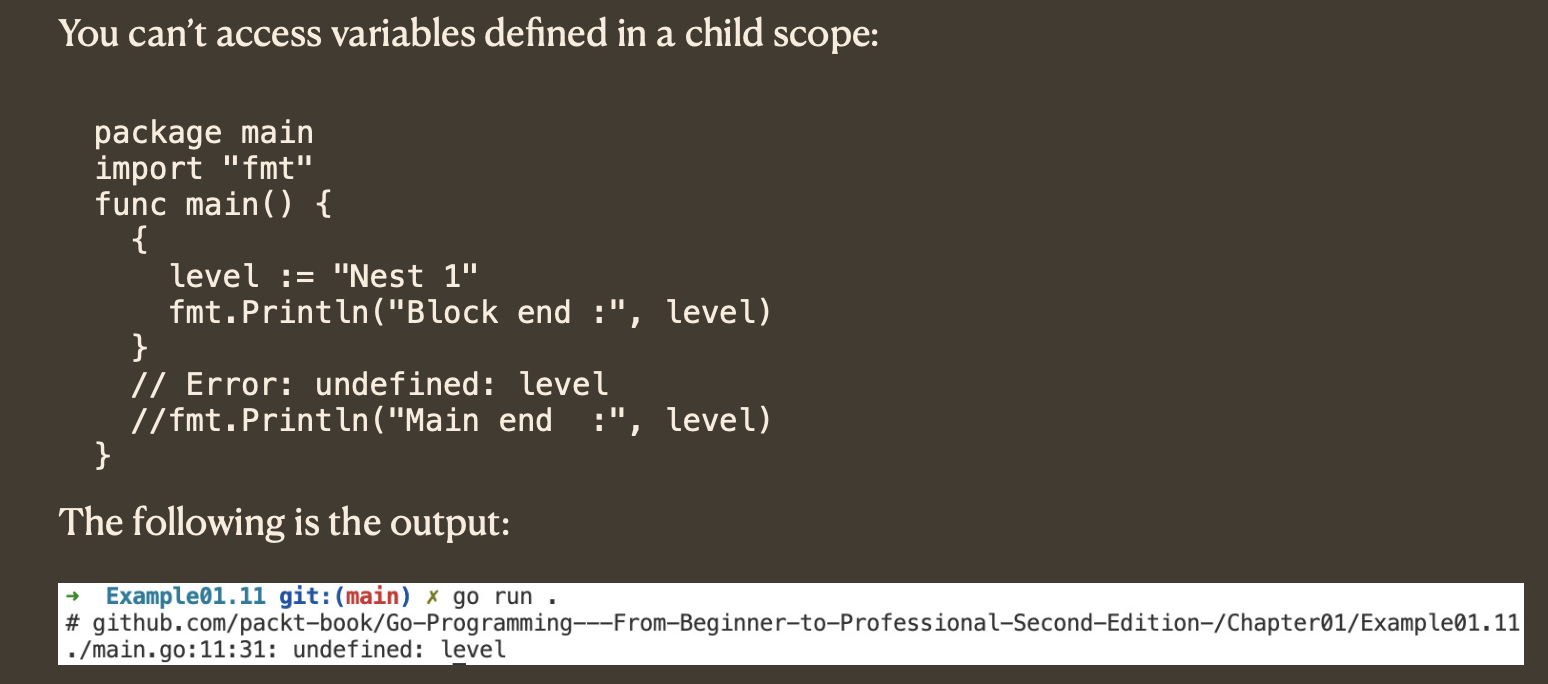 You can’t access variables defined in a child scope:
package main
import "fmt"
func main() {
  {
    level := "Nest 1"
    fmt.Println("Block end :", level)
  }
  // Error: undefined: level
  //fmt.Println("Main end  :", level)
}
The following is the output:
➜  Example01.11 git:(main) ✗ go run .
# github.com/packt-book/Go-Programming---From-Beginner-to-Professional-Second-Edition-/Chapter01/Example01.11
./main.go:11:31: undefined: level